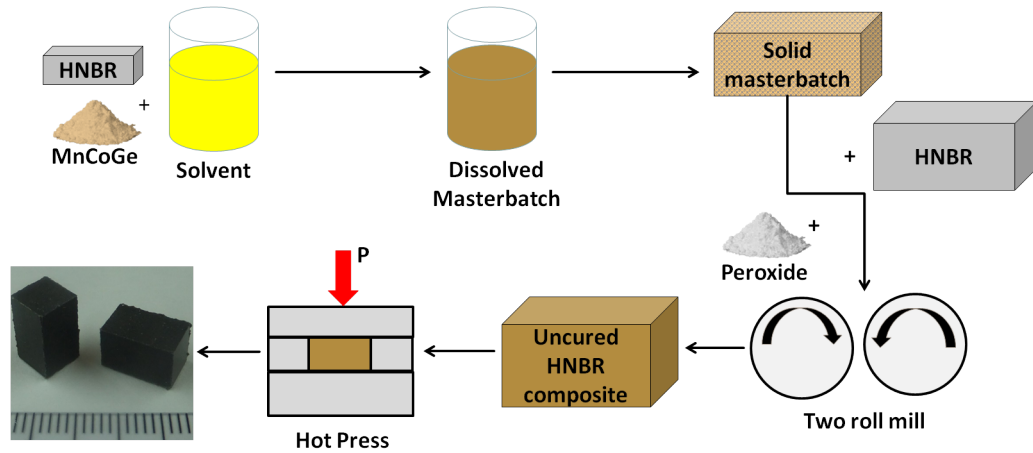 HNBR
+
MnCoGe
Solvent
Dissolved
Masterbatch
Solid
masterbatch
+
HNBR
+
Peroxide
Two roll mill
Uncured
HNBR
composite
P
Hot Press